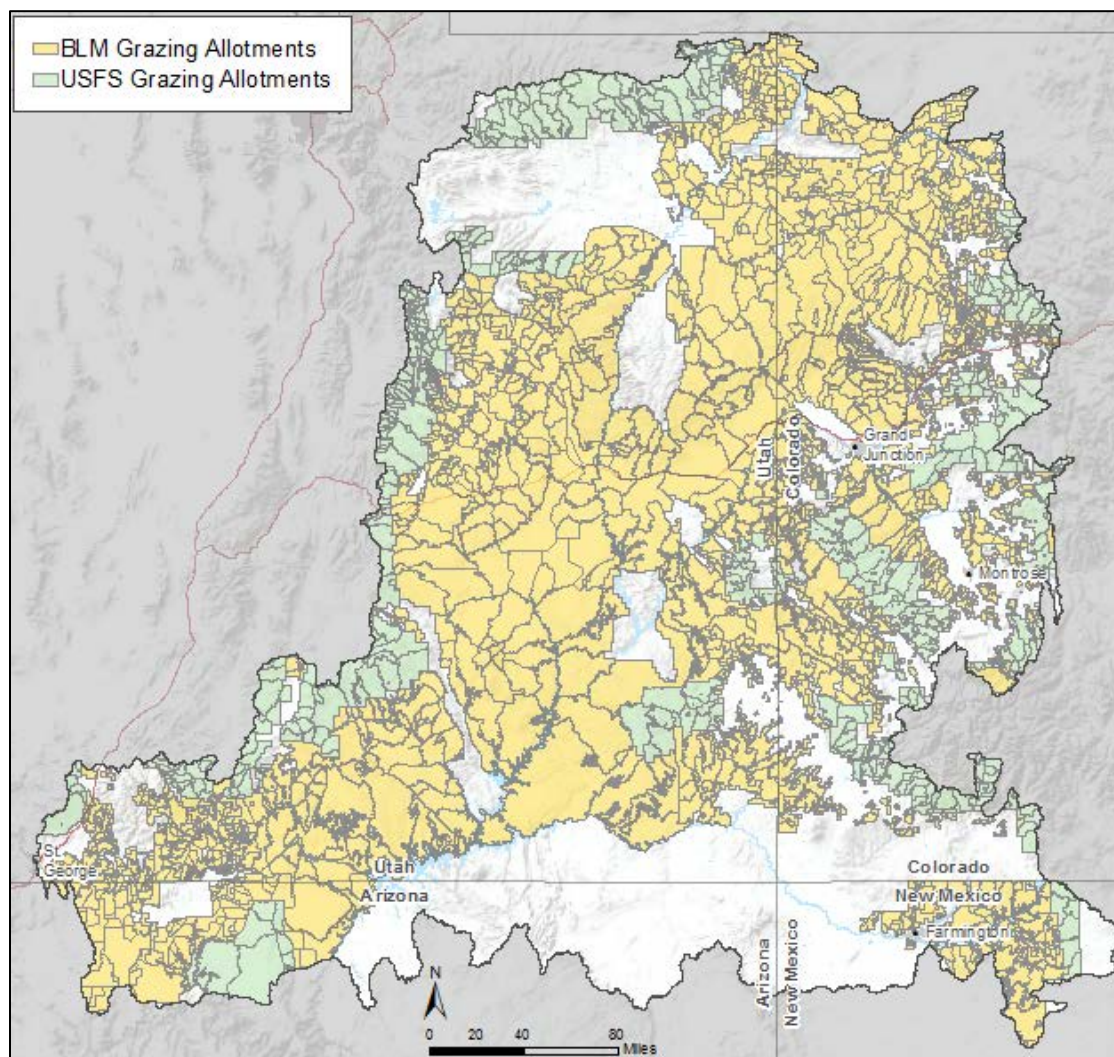 BLM Grazing Allotments
USFS Grazing Allotments
Utah
Colorado
Grand
Junction
Montrose
St.
George
Utah
Arizona
Colorado
New Mexico
Farmington
Arizona
New Mexico
N
0 20 40 80
Miles